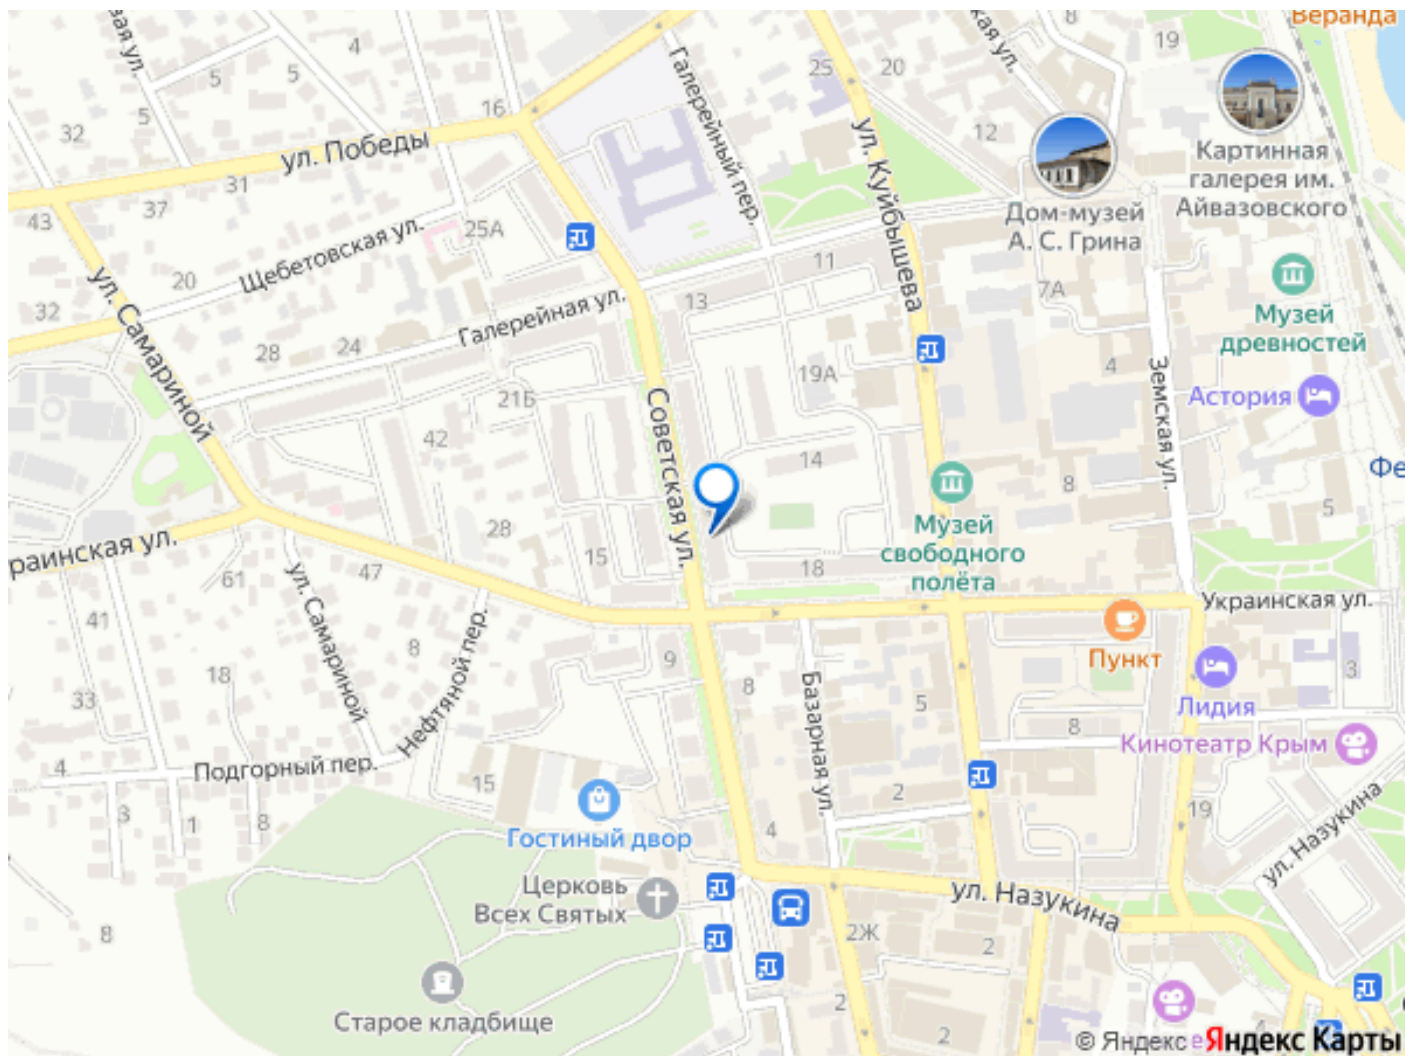 Веранда
вая ул.
кая ул.
8
19
4
5
5
5
25
20
16
32
ул. Победы
Галерейный пер.
ул. Куйбышева
12
Картинная
галерея им.
Айвазовского
31
37
43
25А
Дом-музей
А. С. Грина
Щебетовская ул.
20
11
7А
Музей
древностей
32
ул. Самариной
13
Галерейная ул.
28
24
19А
4
Земская ул.
Астория
21Б
Советская ул.
42
14
8
Фе
5
28
Музей
свободного
полёта
раинская ул.
15
18
47
61
ул. Самариной
Украинская ул.
41
8
Нефтяной пер.
9
Пункт
3
18
8
Базарная ул.
33
5
Лидия
8
Кинотеатр Крым
4
Подгорный пер.
15
2
3
1
8
19
Гостиный двор
4
ул. Назукина
Церковь
Всех Святых
ул. Назукина
8
2Ж
2
Старое кладбище
2
2
© Яндекс
е
Яндекс Карты